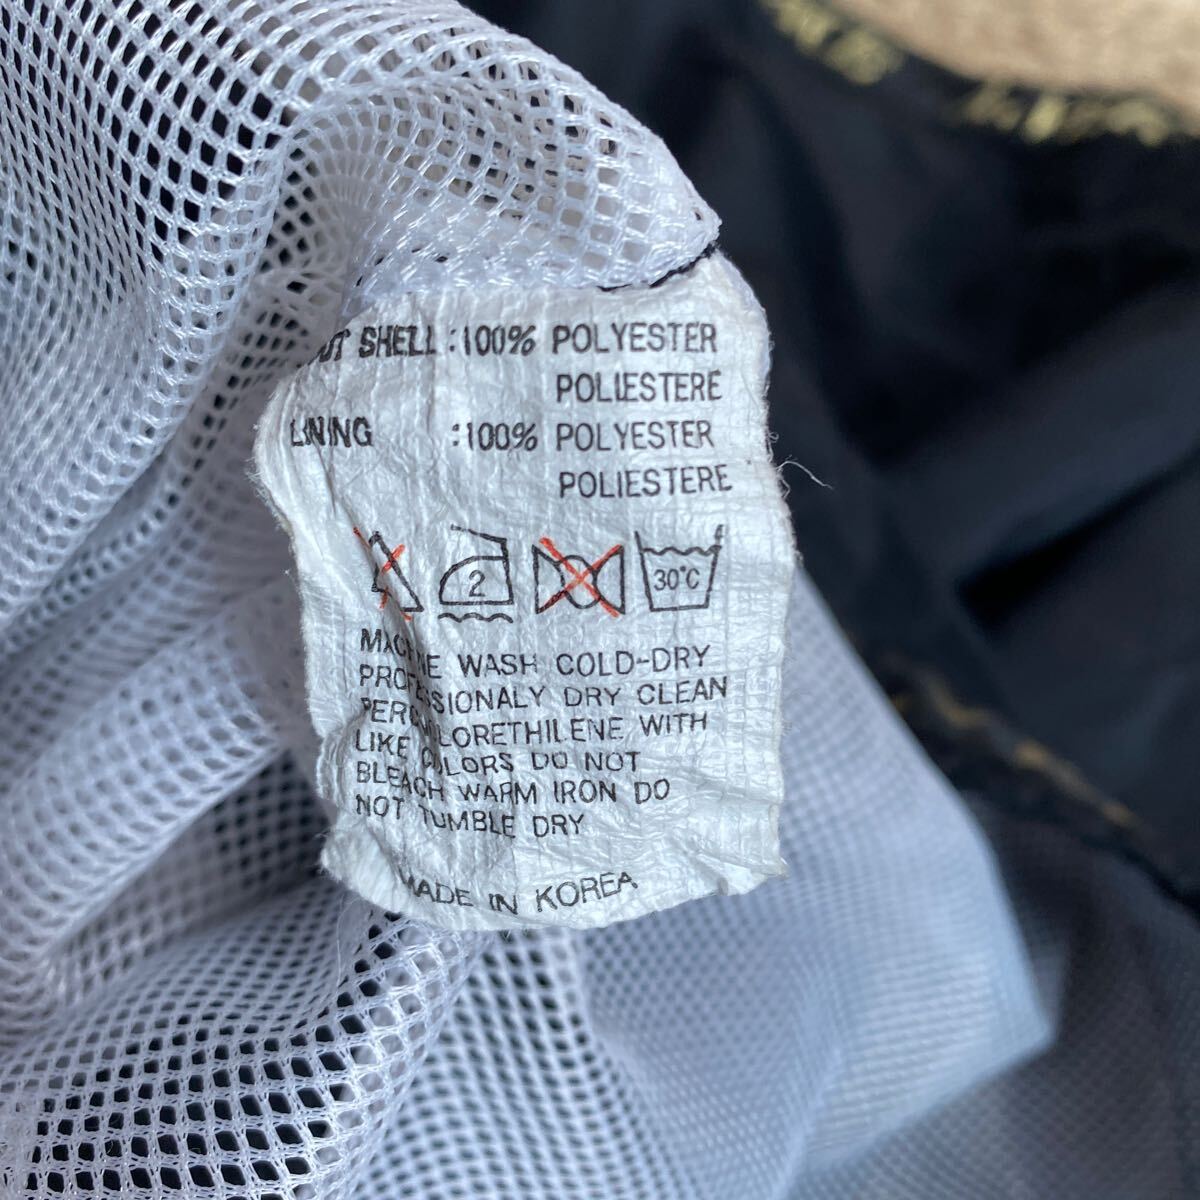 SHELL :100% POLYESTER
POLIESTERE
LINING :100% POLYESTER
POLIESTERE
2 30°C
MACHINE WASH COLD-DRY
PROFESSIONALY DRY CLEAN
PERCHLORETHILENE WITH
LIKE COLORS DO NOT
BLEACH WARM IRON DO
NOT TUMBLE DRY
MADE IN KOREA